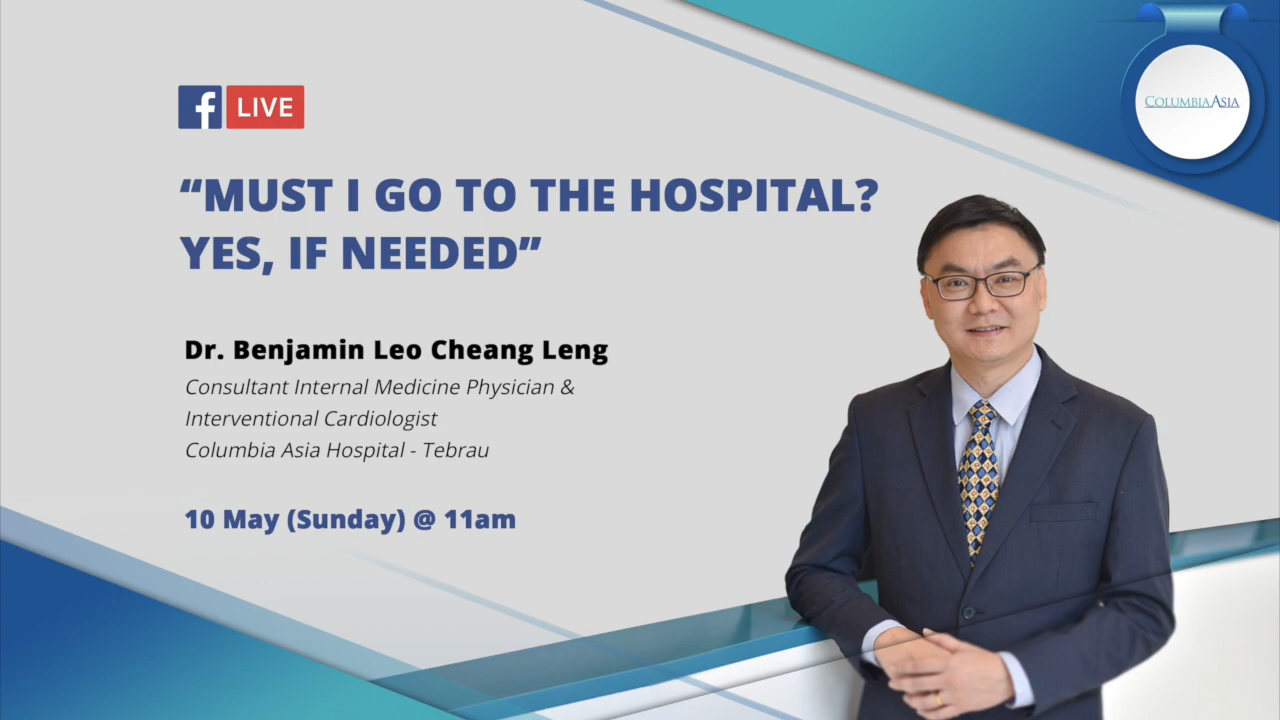 f LIVE
COLUMBIA ASIA
“MUST I GO TO THE HOSPITAL?
YES, IF NEEDED”
Dr. Benjamin Leo Cheang Leng
Consultant Internal Medicine Physician &
Interventional Cardiologist
Columbia Asia Hospital - Tebrau
10 May (Sunday) @ 11am